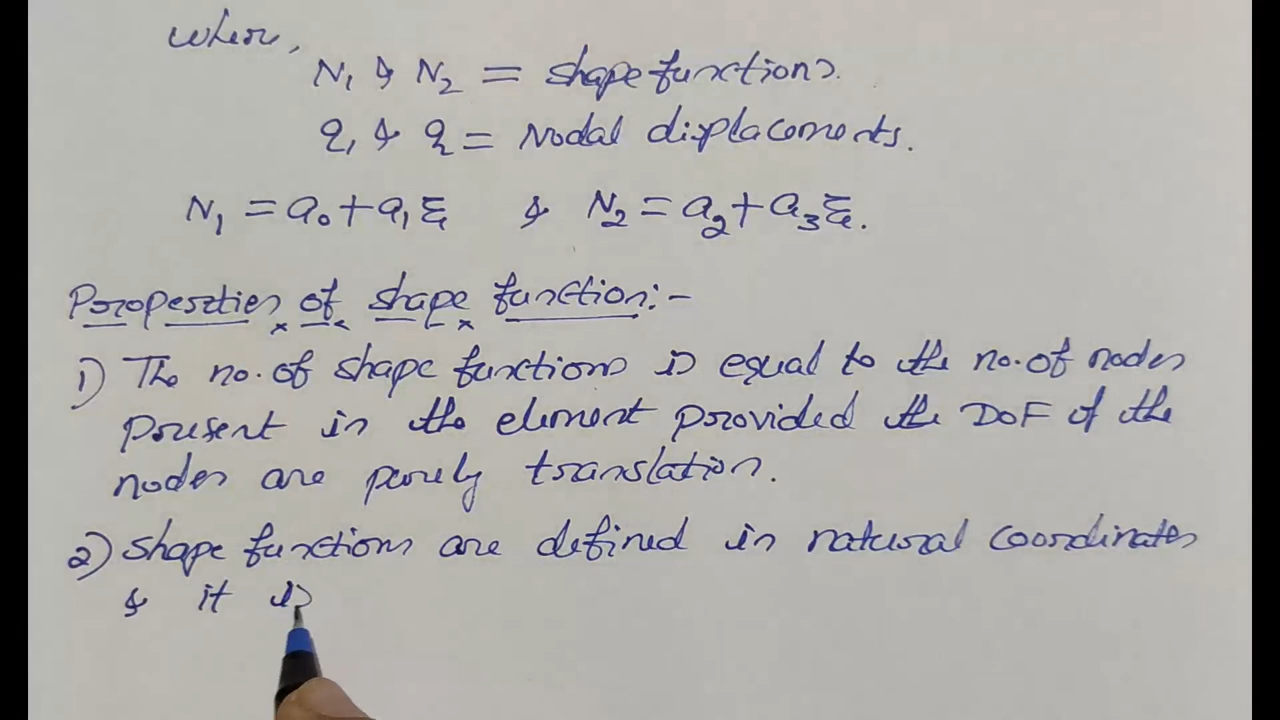 where,
N₁ & N₂ = shape functions.
q₁ & q₂ = Nodal displacements.
N₁ = a₀+a₁ξ & N₂ = a₂+a₃ξ.
Properties of shape function:-
1) The no. of shape functions is equal to the no. of nodes
present in the element provided the DOF of the
nodes are purely translation.
2) shape functions are defined in natural coordinates
& it is